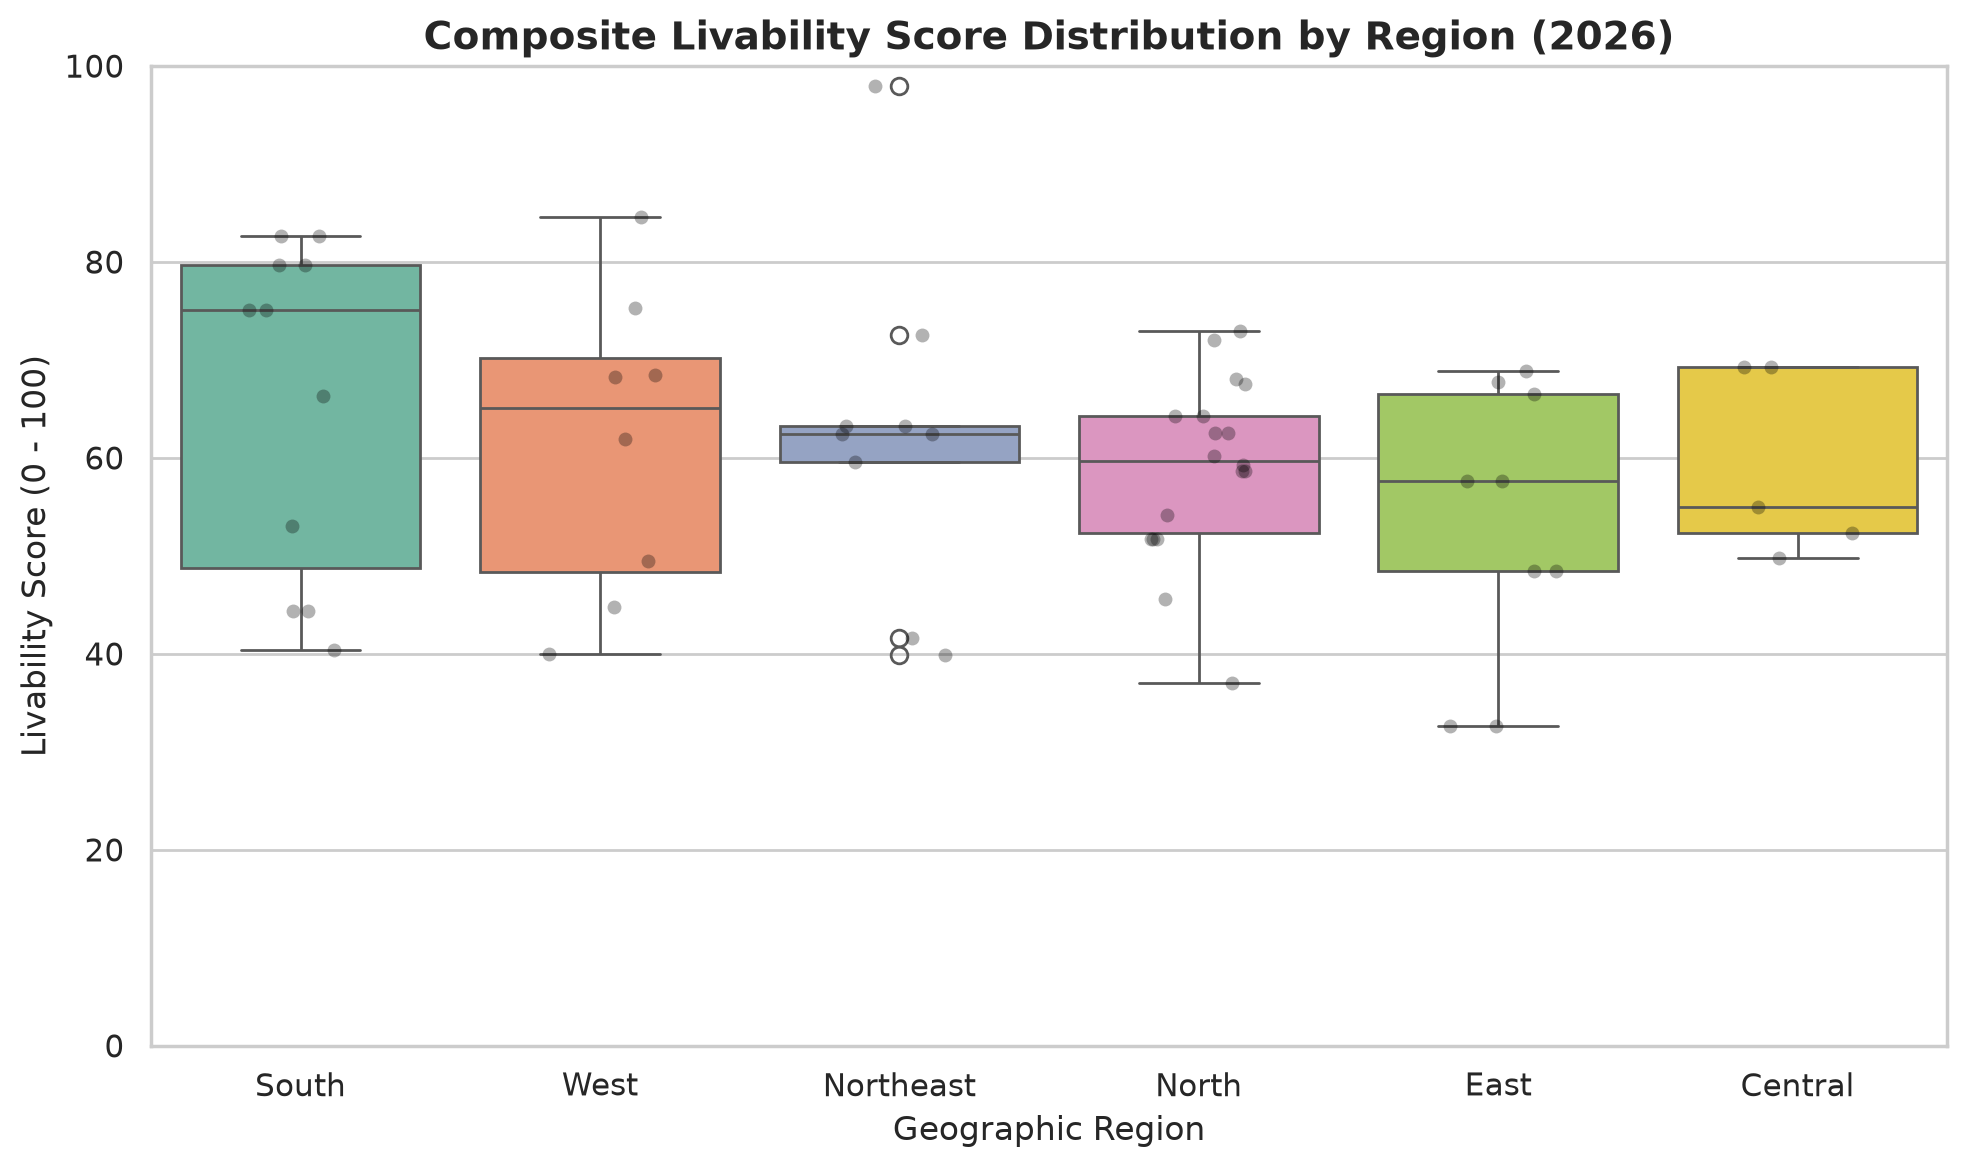 Composite Livability Score Distribution by Region (2026)
100
80
60
40
20
0
Livability Score (0 - 100)
South
West
Northeast
North
East
Central
Geographic Region